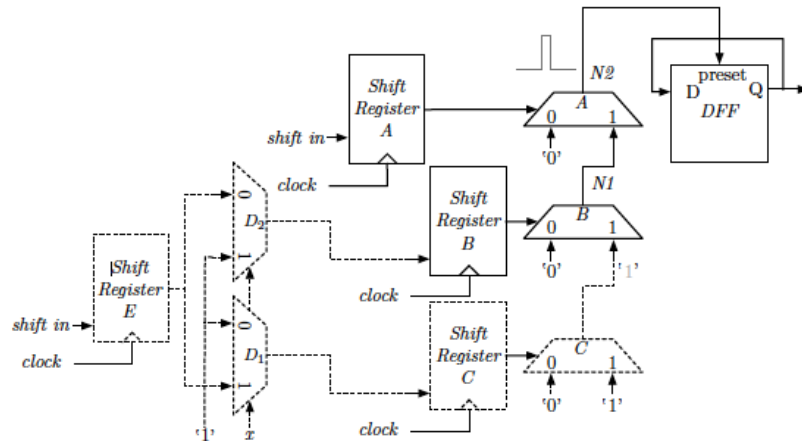 N2
preset
D Q
DFF
Shift
Register
A
shift in
A
0 1
'0'
clock
N1
Shift
Register
B
B
0 1
'0'
'1'
clock
0
D2
1
Shift
Register
E
shift in
clock
0
D1
1
Shift
Register
C
C
0 1
'0' '1'
clock
'1' x